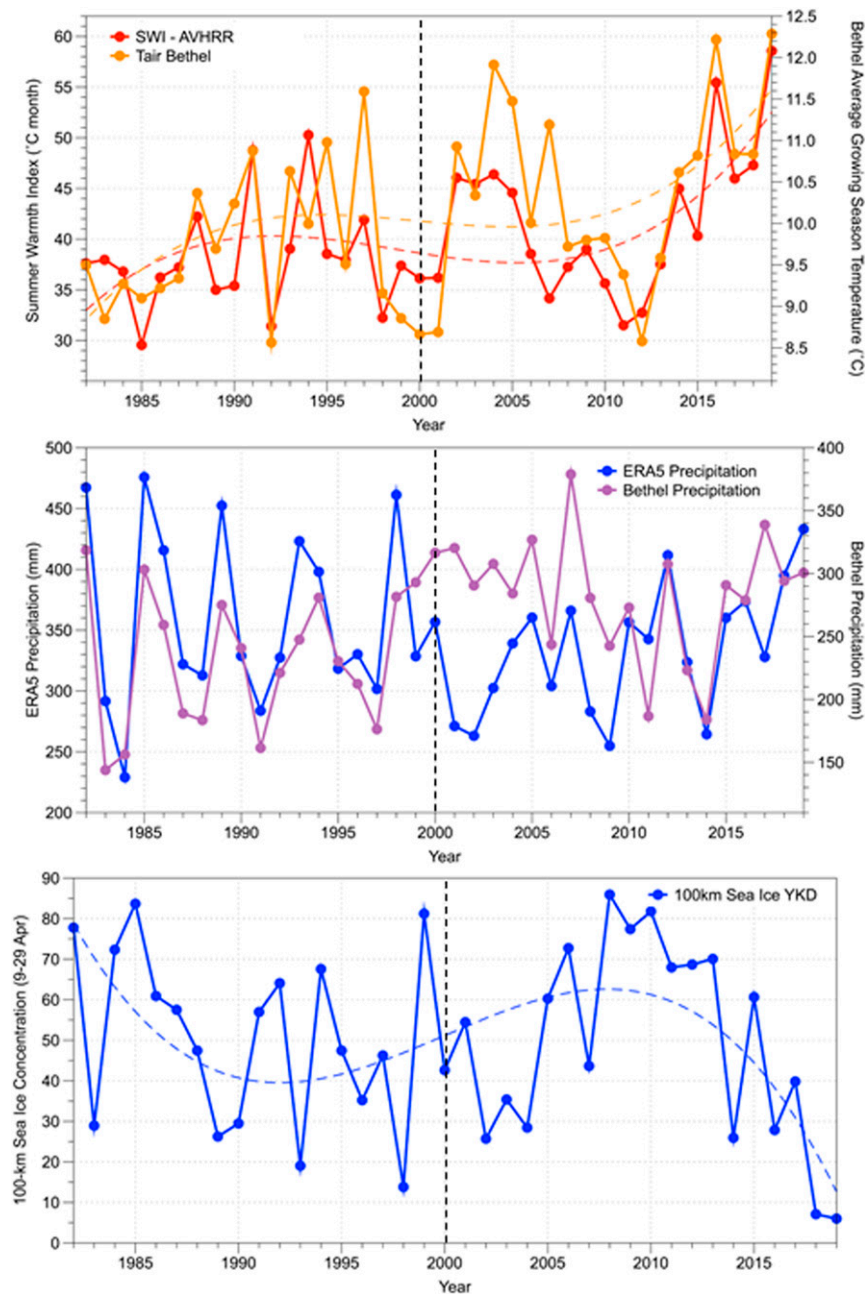 SWI - AVHRR
Tair Bethel
Summer Warmth Index (˚C month)
60
55
50
45
40
35
30
12.5
12.0
11.5
11.0
10.5
10.0
9.5
9.0
8.5
Bethel Average Growing Season Temperature (˚C)
1985 1990 1995 2000 2005 2010 2015
Year
ERA5 Precipitation
Bethel Precipitation
ERA5 Precipitation (mm)
500
450
400
350
300
250
200
400
350
300
250
200
150
Bethel Precipitation (mm)
1985 1990 1995 2000 2005 2010 2015
Year
100km Sea Ice YKD
100-km Sea Ice Concentration (9-29 Apr)
90
80
70
60
50
40
30
20
10
0
1985 1990 1995 2000 2005 2010 2015
Year